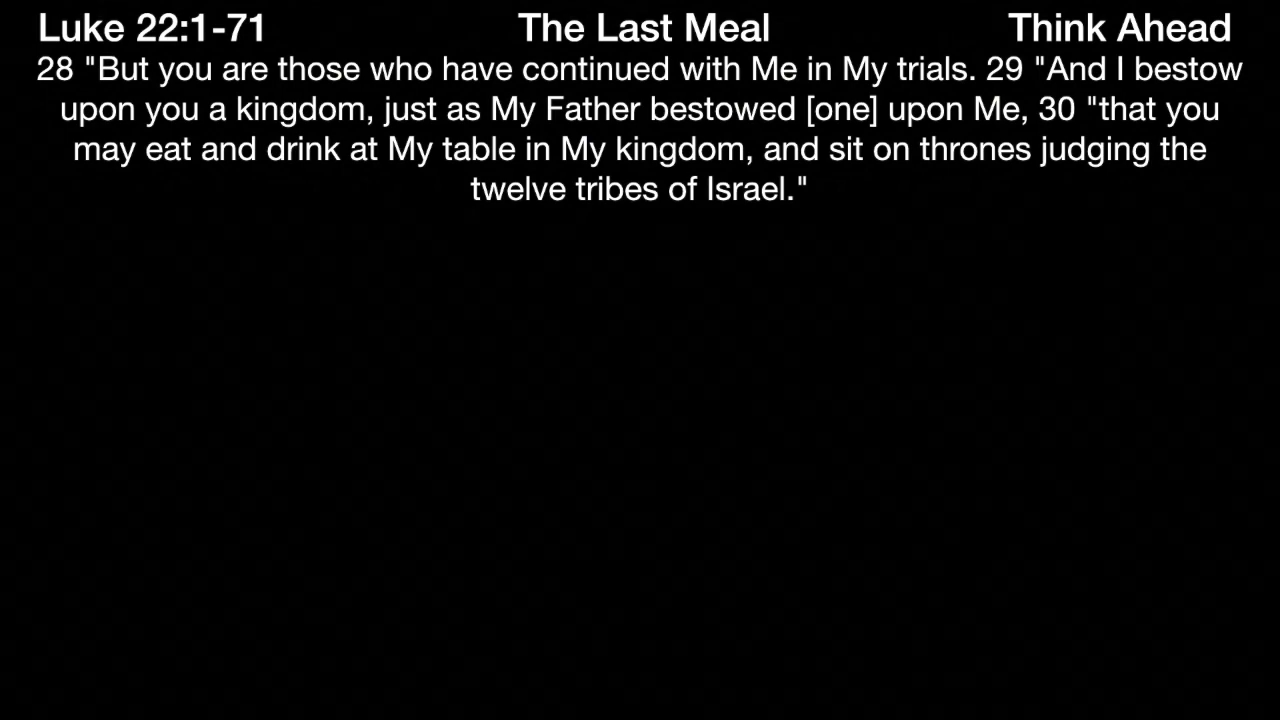 Luke 22:1-71 The Last Meal Think Ahead
28 "But you are those who have continued with Me in My trials. 29 "And I bestow
upon you a kingdom, just as My Father bestowed [one] upon Me, 30 "that you
may eat and drink at My table in My kingdom, and sit on thrones judging the
twelve tribes of Israel."